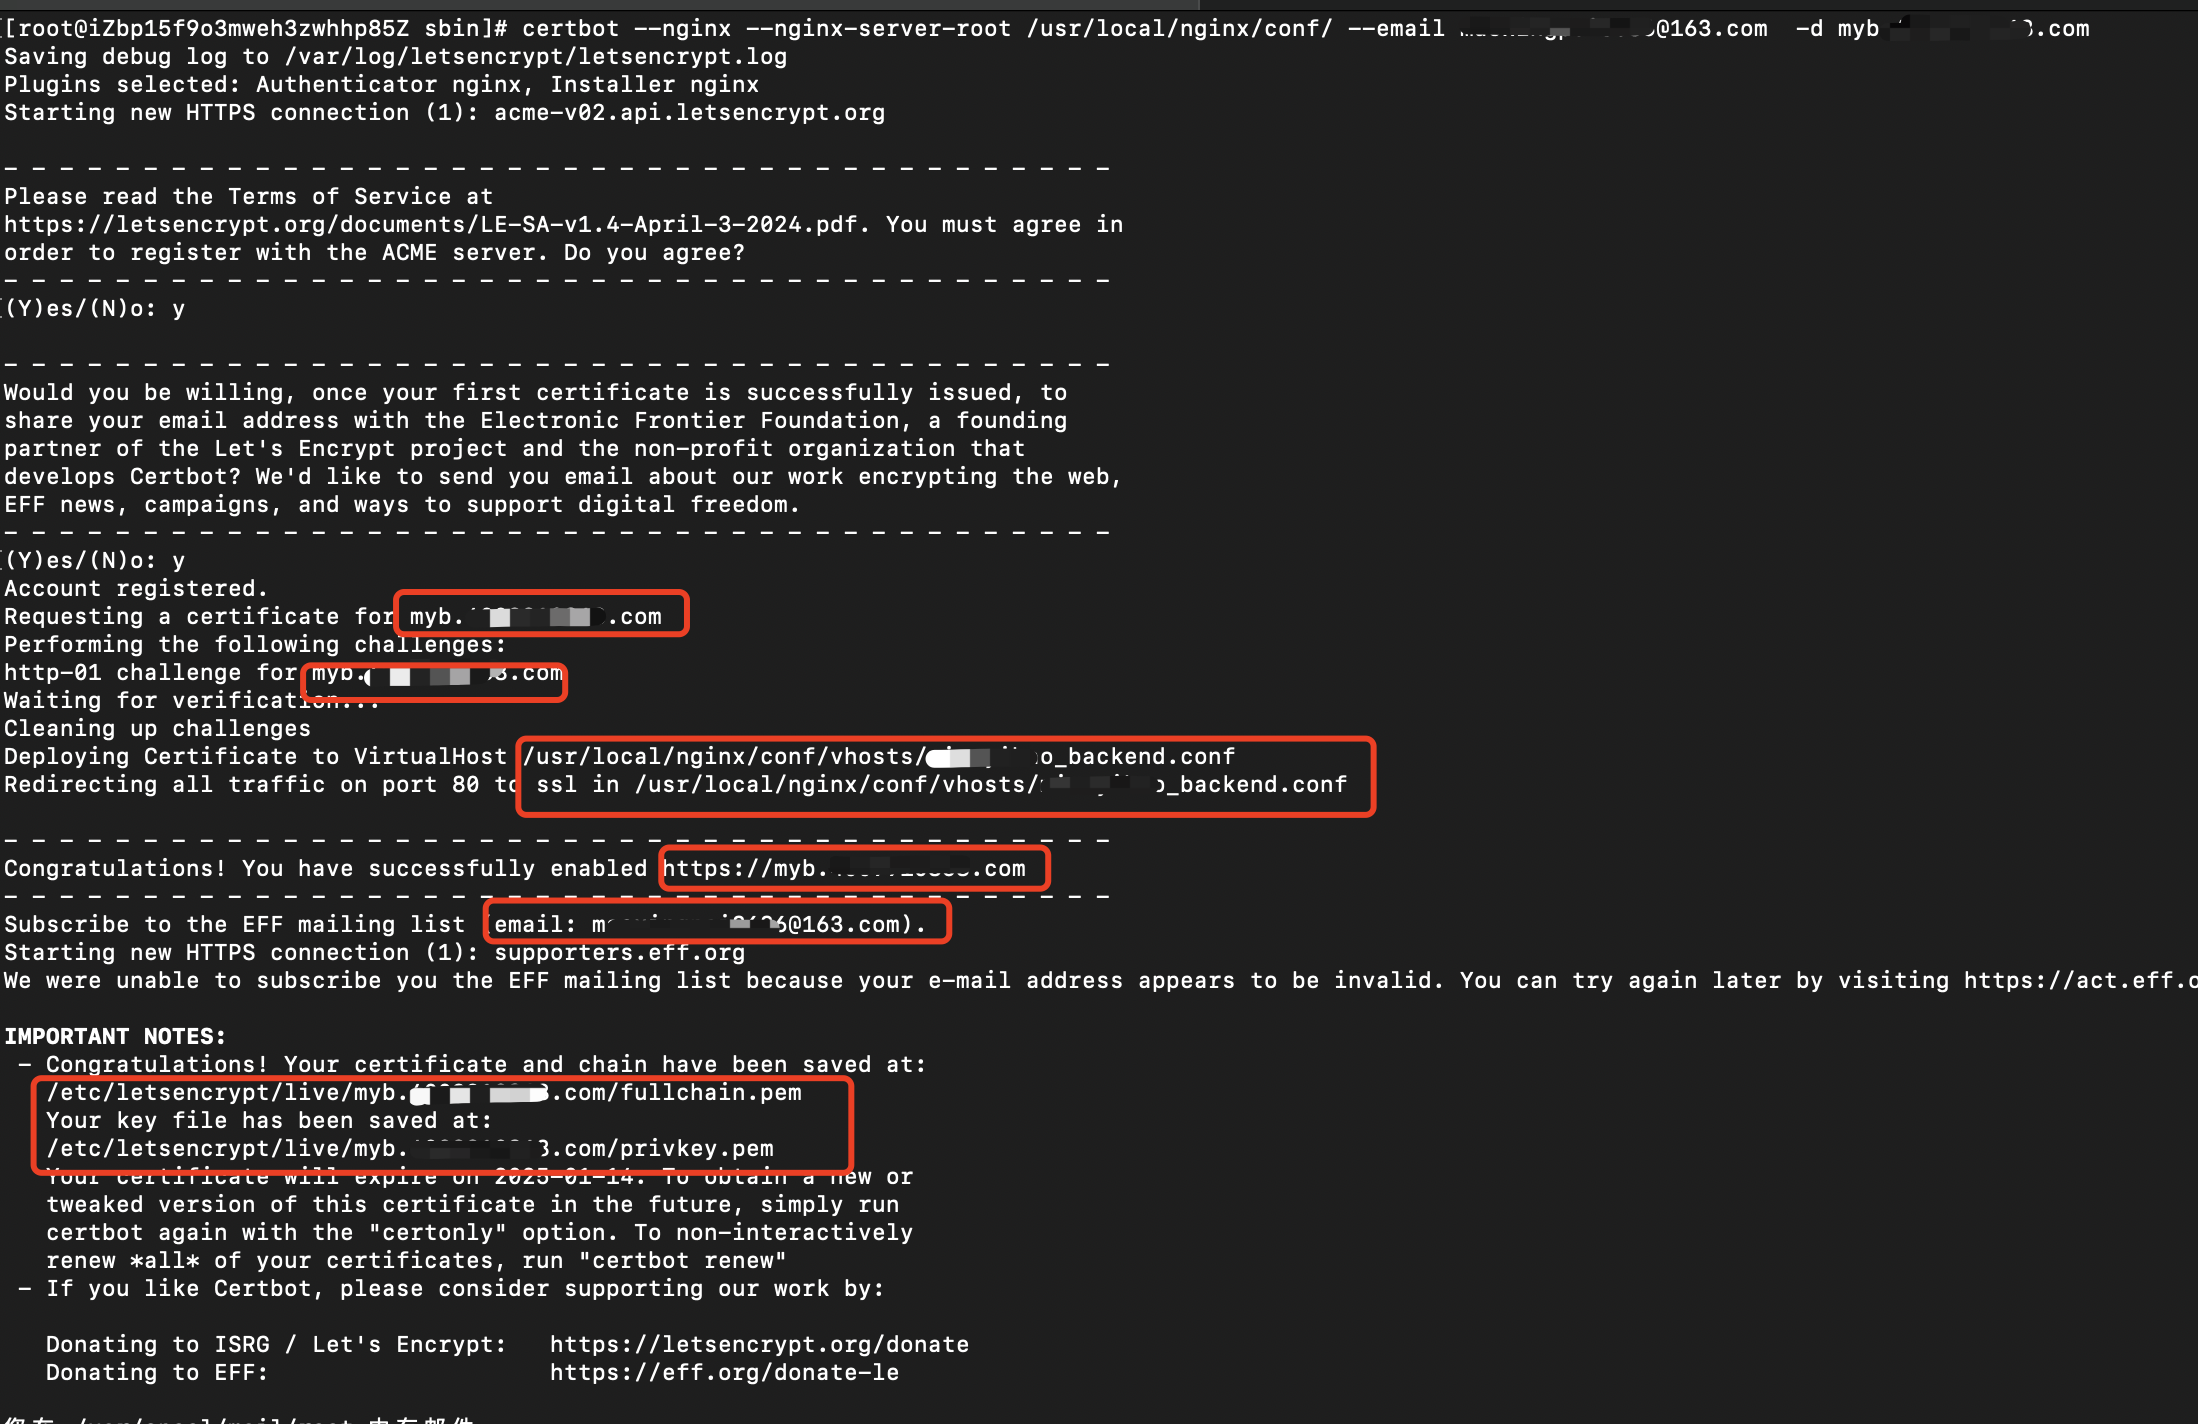 [root@iZbp15f9o3mweh3zwhhp85Z sbin]# certbot --nginx --nginx-server-root /usr/local/nginx/conf/ --email @163.com -d myb .com
Saving debug log to /var/log/letsencrypt/letsencrypt.log
Plugins selected: Authenticator nginx, Installer nginx
Starting new HTTPS connection (1): acme-v02.api.letsencrypt.org
- - - - - - - - - - - - - - - - - - - - - - - - - - - - - - - - - - - - - - - -
Please read the Terms of Service at
https://letsencrypt.org/documents/LE-SA-v1.4-April-3-2024.pdf. You must agree in
order to register with the ACME server. Do you agree?
- - - - - - - - - - - - - - - - - - - - - - - - - - - - - - - - - - - - - - - -
(Y)es/(N)o: y
- - - - - - - - - - - - - - - - - - - - - - - - - - - - - - - - - - - - - - - -
Would you be willing, once your first certificate is successfully issued, to
share your email address with the Electronic Frontier Foundation, a founding
partner of the Let's Encrypt project and the non-profit organization that
develops Certbot? We'd like to send you email about our work encrypting the web,
EFF news, campaigns, and ways to support digital freedom.
- - - - - - - - - - - - - - - - - - - - - - - - - - - - - - - - - - - - - - - -
(Y)es/(N)o: y
Account registered.
Requesting a certificate for myb. .com
Performing the following challenges:
http-01 challenge for myb. .com
Waiting for verification...
Cleaning up challenges
Deploying Certificate to VirtualHost /usr/local/nginx/conf/vhosts/ o_backend.conf
Redirecting all traffic on port 80 to ssl in /usr/local/nginx/conf/vhosts/ o_backend.conf
- - - - - - - - - - - - - - - - - - - - - - - - - - - - - - - - - - - - - - - -
Congratulations! You have successfully enabled https://myb. .com
- - - - - - - - - - - - - - - - - - - - - - - - - - - - - - - - - - - - - - - -
Subscribe to the EFF mailing list (email: m 6@163.com).
Starting new HTTPS connection (1): supporters.eff.org
We were unable to subscribe you the EFF mailing list because your e-mail address appears to be invalid. You can try again later by visiting https://act.eff.o
IMPORTANT NOTES:
- Congratulations! Your certificate and chain have been saved at:
/etc/letsencrypt/live/myb. .com/fullchain.pem
Your key file has been saved at:
/etc/letsencrypt/live/myb. 3.com/privkey.pem
Your certificate will expire on 2025-01-14. To obtain a new or
tweaked version of this certificate in the future, simply run
certbot again with the "certonly" option. To non-interactively
renew *all* of your certificates, run "certbot renew"
- If you like Certbot, please consider supporting our work by:
Donating to ISRG / Let's Encrypt: https://letsencrypt.org/donate
Donating to EFF: https://eff.org/donate-le